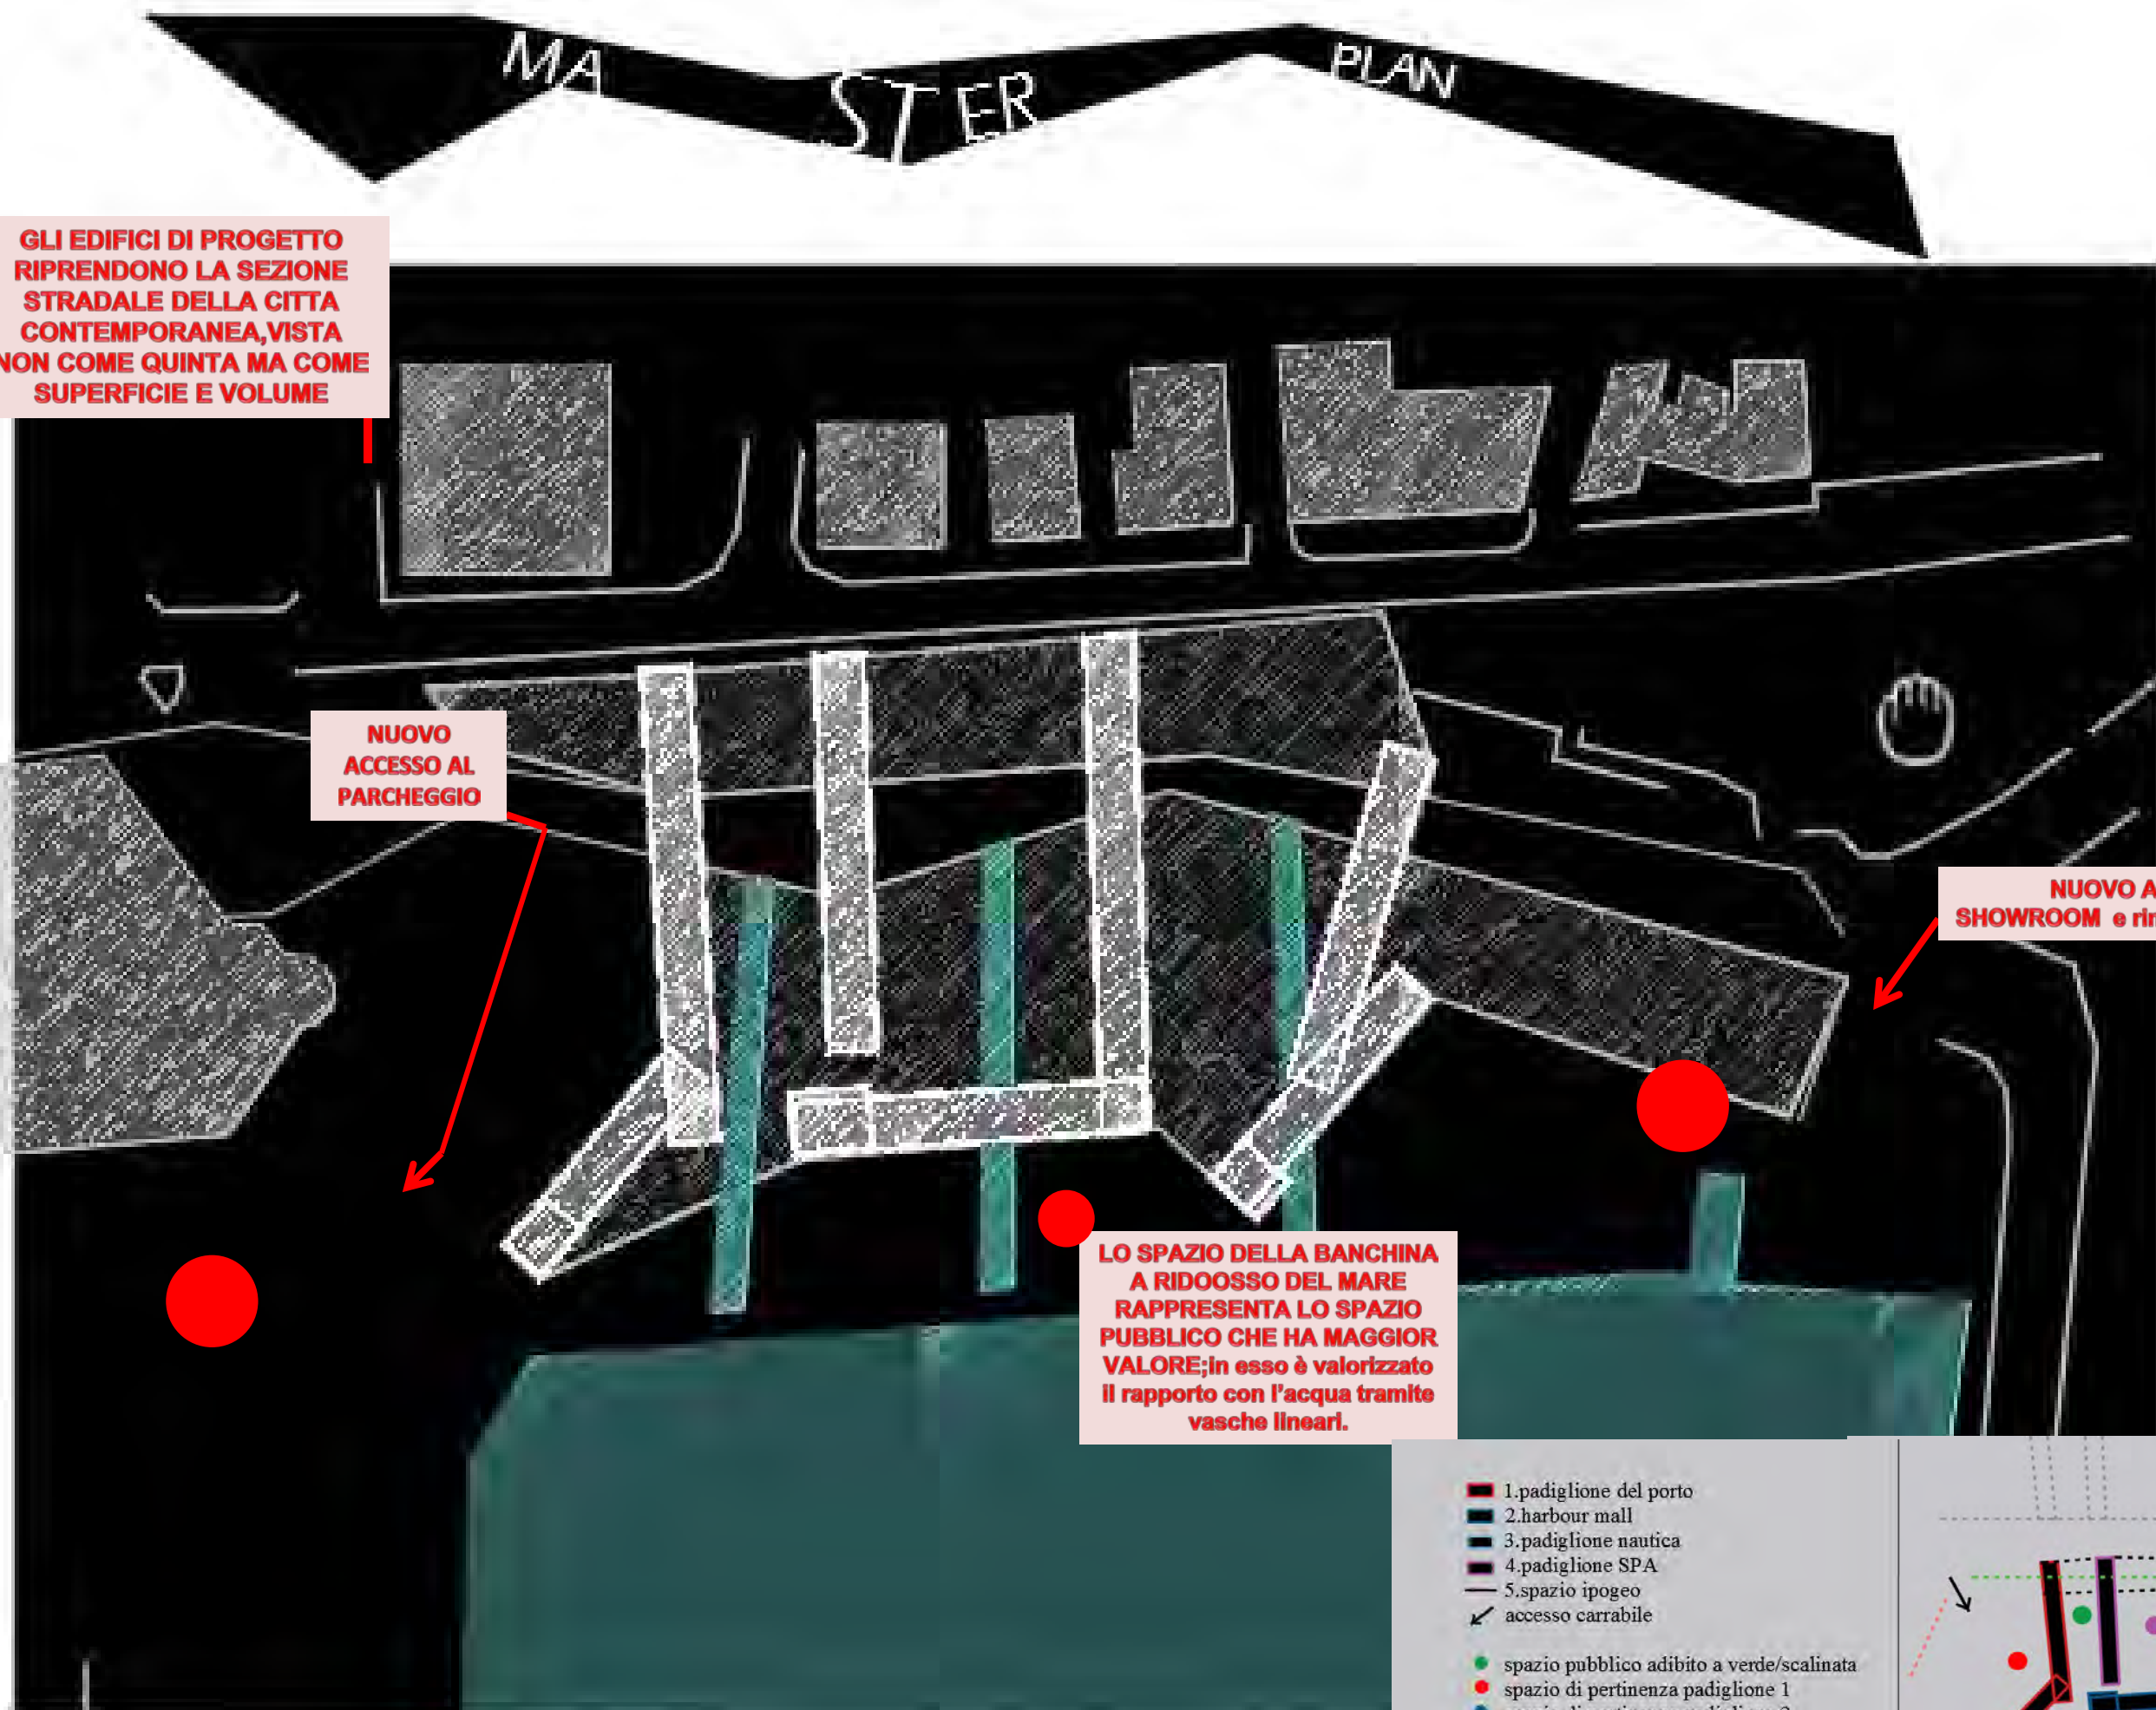 MA STER PLAN
GLI EDIFICI DI PROGETTO
RIPRENDONO LA SEZIONE
STRADALE DELLA CITTA
CONTEMPORANEA,VISTA
NON COME QUINTA MA COME
SUPERFICIE E VOLUME
NUOVO
ACCESSO AL
PARCHEGGIO
NUOVO A
SHOWROOM e rin
LO SPAZIO DELLA BANCHINA
A RIDOOSSO DEL MARE
RAPPRESENTA LO SPAZIO
PUBBLICO CHE HA MAGGIOR
VALORE;in esso è valorizzato
il rapporto con l'acqua tramite
vasche lineari.
1.padiglione del porto
2.harbour mall
3.padiglione nautica
4.padiglione SPA
5.spazio ipogeo
accesso carrabile
spazio pubblico adibito a verde/scalinata
spazio di pertinenza padiglione 1